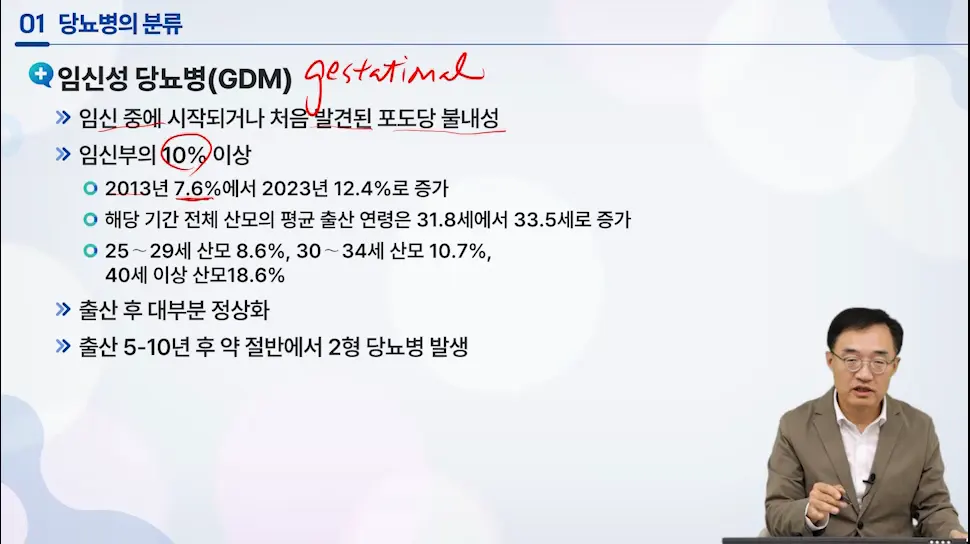 01 당뇨병의 분류
임신성 당뇨병(GDM) gestational
임신 중에 시작되거나 처음 발견된 포도당 불내성
임신부의 10% 이상
2013년 7.6%에서 2023년 12.4%로 증가
해당 기간 전체 산모의 평균 출산 연령은 31.8세에서 33.5세로 증가
25~29세 산모 8.6%, 30~34세 산모 10.7%,
40세 이상 산모18.6%
출산 후 대부분 정상화
출산 5-10년 후 약 절반에서 2형 당뇨병 발생